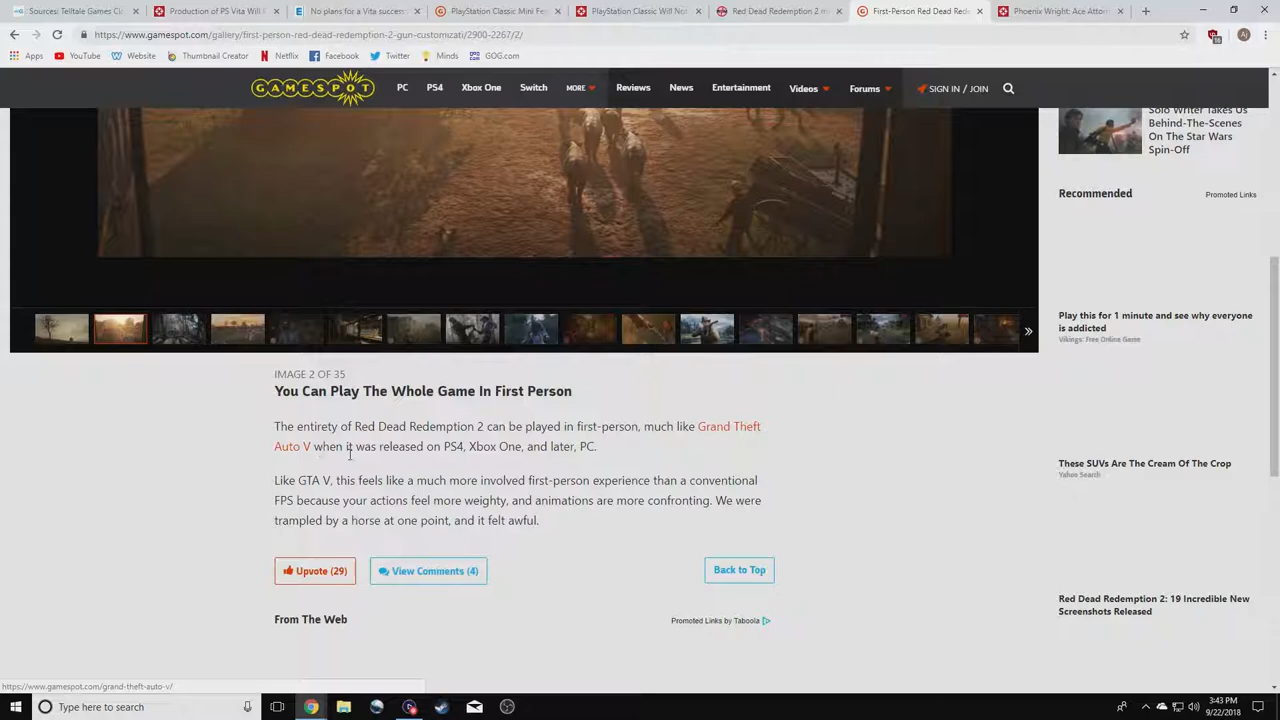 Sources: Telltale Games Clo
Production of PS Vita Will E
No plans for a Vita success
PlayStation Classic Mini Fe
PlayStation Classic Will Not
Red Dead Redemption 2 m
First-Person Red Dead Rede
Phoenix Wright: Ace Attorn
https://www.gamespot.com/gallery/first-person-red-dead-redemption-2-gun-customizati/2900-2267/2/
Apps YouTube Website Thumbnail Creator Netflix Facebook Twitter Minds GOG.com
GAMESPOT PC PS4 Xbox One Switch MORE Reviews News Entertainment Videos Forums SIGN IN / JOIN
Solo Writer Takes Us
Behind-The-Scenes
On The Star Wars
Spin-Off
Recommended Promoted Links
Play this for 1 minute and see why everyone
is addicted
Vikings: Free Online Game
IMAGE 2 OF 35
You Can Play The Whole Game In First Person
The entirety of Red Dead Redemption 2 can be played in first-person, much like Grand Theft
Auto V when it was released on PS4, Xbox One, and later, PC.
Like GTA V, this feels like a much more involved first-person experience than a conventional
FPS because your actions feel more weighty, and animations are more confronting. We were
trampled by a horse at one point, and it felt awful.
These SUVs Are The Cream Of The Crop
Yahoo Search
Upvote (29) View Comments (4) Back to Top
From The Web Promoted Links by Taboola
Red Dead Redemption 2: 19 Incredible New
Screenshots Released
https://www.gamespot.com/grand-theft-auto-v/
Type here to search
3:43 PM
9/22/2018